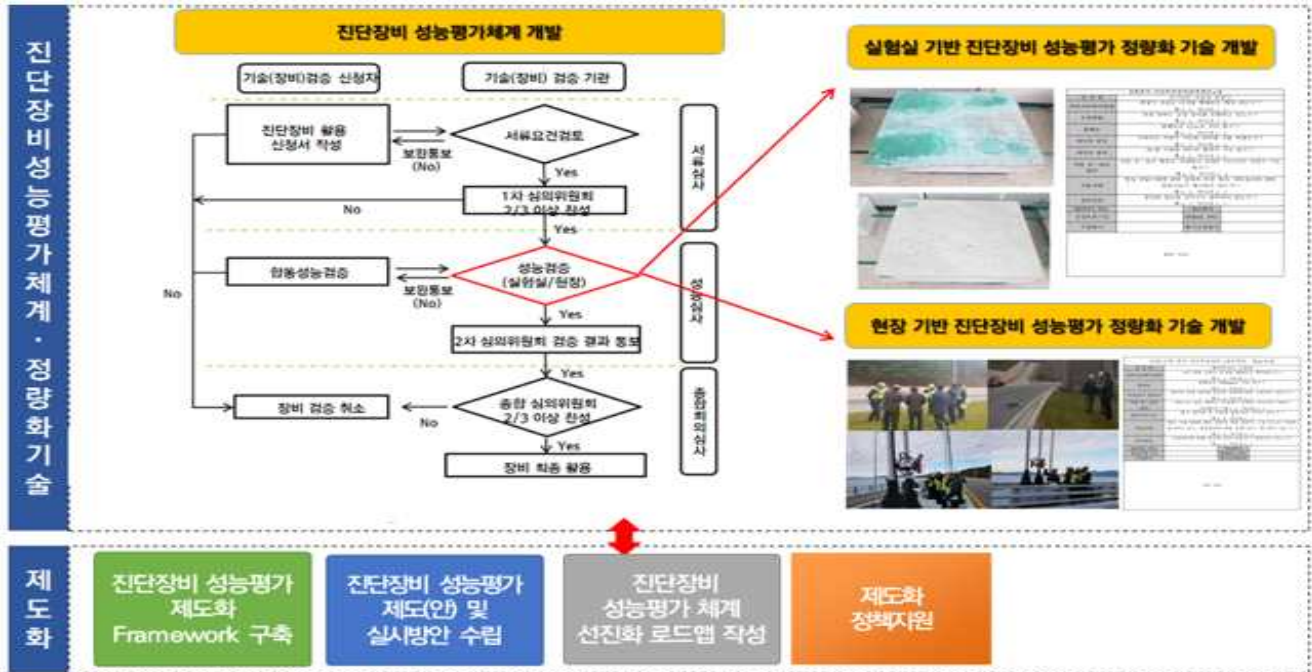 진단장비성능평가체계·정량화기술
진단장비 성능평가체계 개발
기술(장비)검증 신청자
기술(장비) 검증 기관
진단장비 활용
신청서 작성
보완통보
(No)
서류요건검토
Yes
1차 심의위원회
2/3 이상 찬성
No
Yes
서류심사
합동성능검증
보완통보
(No)
성능검증
(실험실/현장)
Yes
2차 심의위원회 검증 결과 통보
성능심사
No
Yes
장비 검증 취소
No
종합 심의위원회
2/3 이상 찬성
Yes
장비 최종 활용
종합회의심사
실험실 기반 진단장비 성능평가 정량화 기술 개발
현장 기반 진단장비 성능평가 정량화 기술 개발
제도화
진단장비 성능평가
제도화
Framework 구축
진단장비 성능평가
제도(안) 및
실시방안 수립
진단장비
성능평가 체계
선진화 로드맵 작성
제도화
정책지원